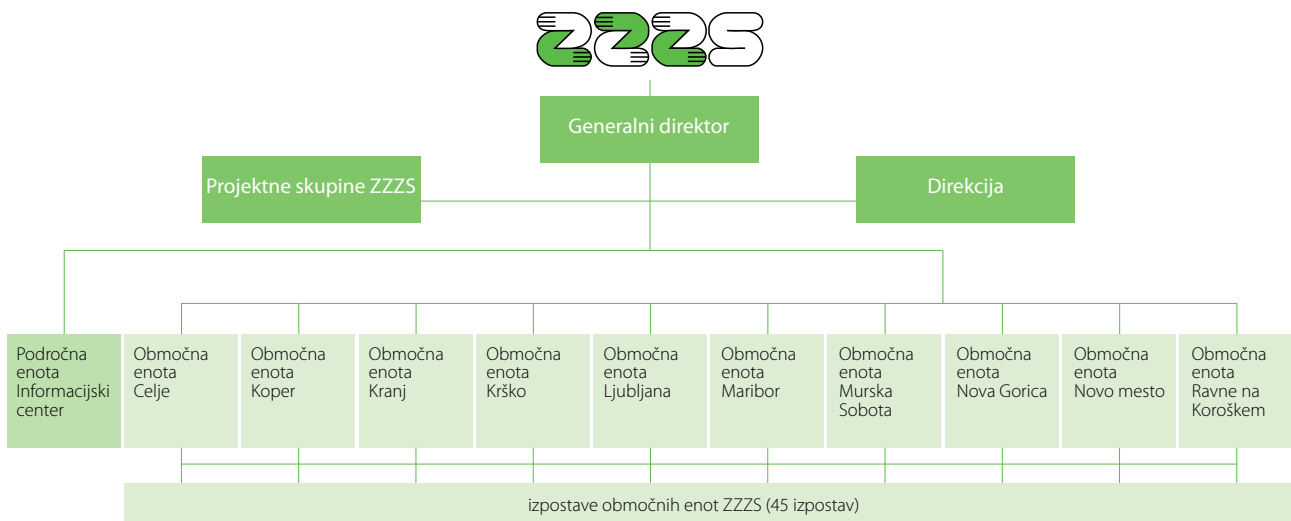 ZZZS
Generalni direktor
Projektne skupine ZZZS
Direkcija
Področna
enota
Informacijski
center
Območna
enota
Celje
Območna
enota
Koper
Območna
enota
Kranj
Območna
enota
Krško
Območna
enota
Ljubljana
Območna
enota
Maribor
Območna
enota
Murska
Sobota
Območna
enota
Nova Gorica
Območna
enota
Novo mesto
Območna
enota
Ravne na
Koroškem
izpostave območnih enot ZZZS (45 izpostav)